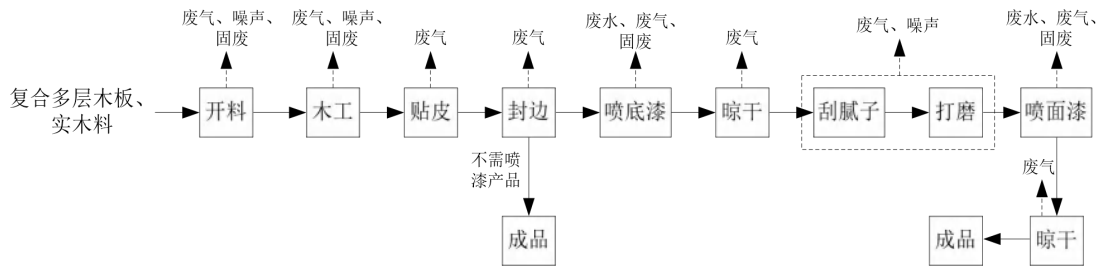 废气、噪声、
固废
废气、噪声、
固废
废气
废气
废水、废气、
固废
废气
废气、噪声
废水、废气、
固废
复合多层木板、
实木料
开料
木工
贴皮
封边
喷底漆
晾干
刮腻子
打磨
喷面漆
不需喷
漆产品
废气
成品
成品
晾干